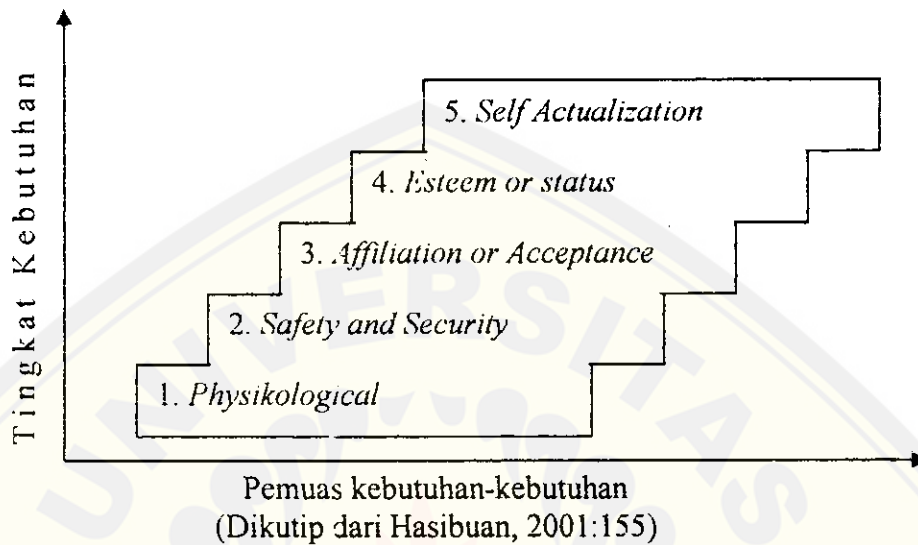 Tingkat Kebutuhan
5. Self Actualization
4. Esteem or status
3. Affiliation or Acceptance
2. Safety and Security
1. Physikological
Pemuas kebutuhan-kebutuhan
(Dikutip dari Hasibuan, 2001:155)
UNIVERSITAS